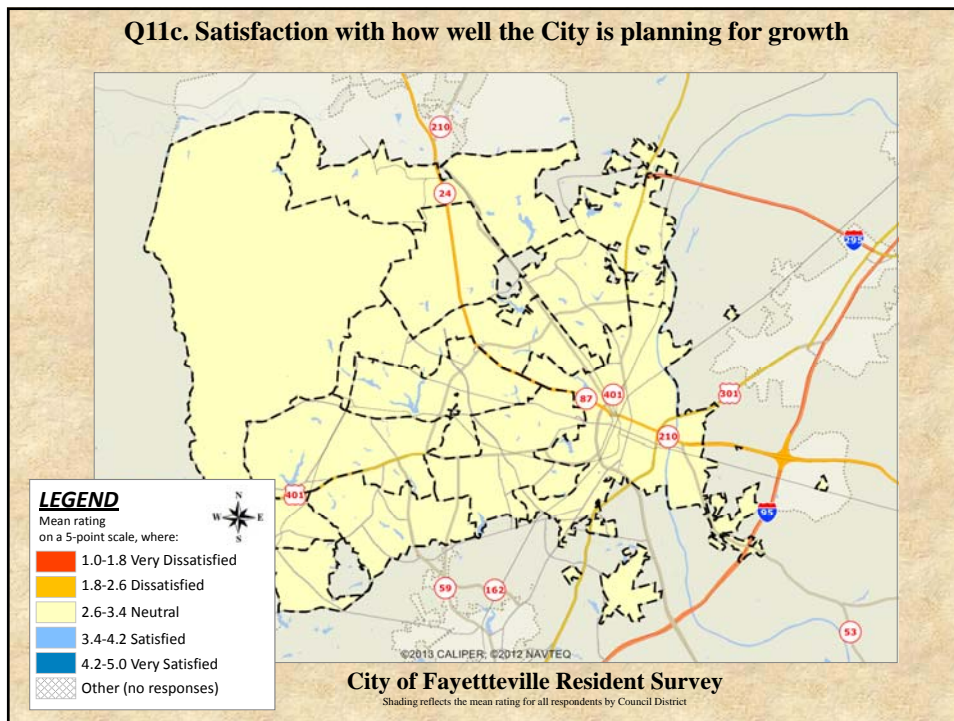 Q11c. Satisfaction with how well the City is planning for growth
210
24
295
87
401
301
210
401
95
59
162
53
LEGEND
Mean rating
on a 5-point scale, where:
N
W E
S
1.0-1.8 Very Dissatisfied
1.8-2.6 Dissatisfied
2.6-3.4 Neutral
3.4-4.2 Satisfied
4.2-5.0 Very Satisfied
Other (no responses)
©2013 CALIPER; ©2012 NAVTEQ
City of Fayettteville Resident Survey
Shading reflects the mean rating for all respondents by Council District